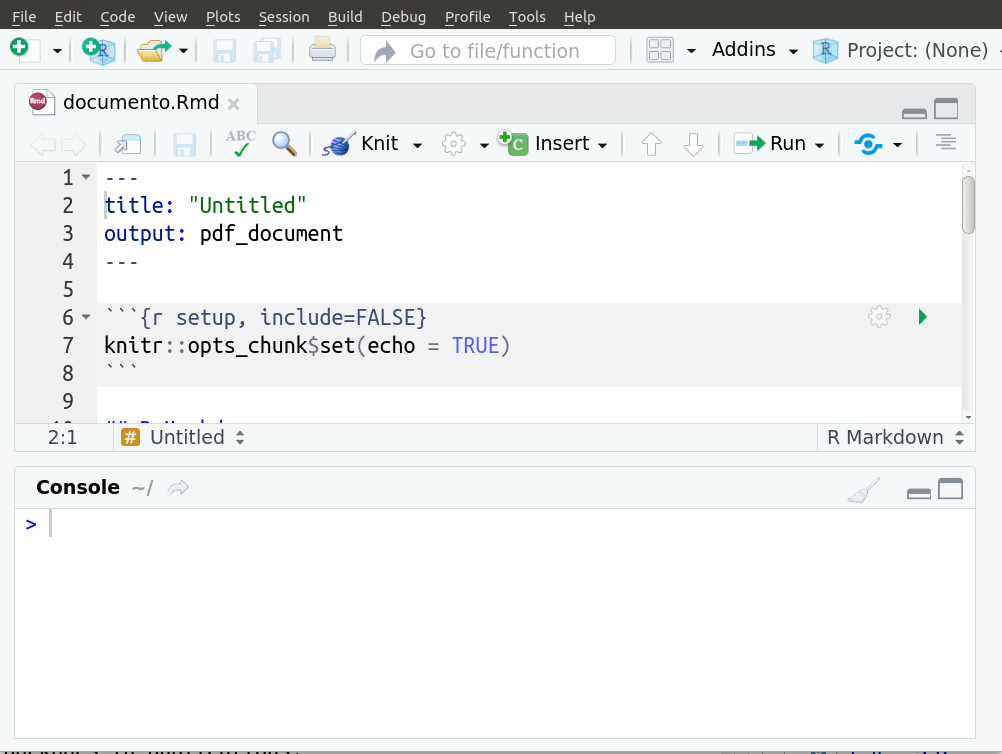 File Edit Code View Plots Session Build Debug Profile Tools Help
Go to file/function Addins Project: (None)
Rmd documento.Rmd
ABC Knit Insert Run
1 ---
2 title: "Untitled"
3 output: pdf_document
4 ---
5
6 ```{r setup, include=FALSE}
7 knitr::opts_chunk$set(echo = TRUE)
8 ```
9
2:1 # Untitled R Markdown
Console ~/
>